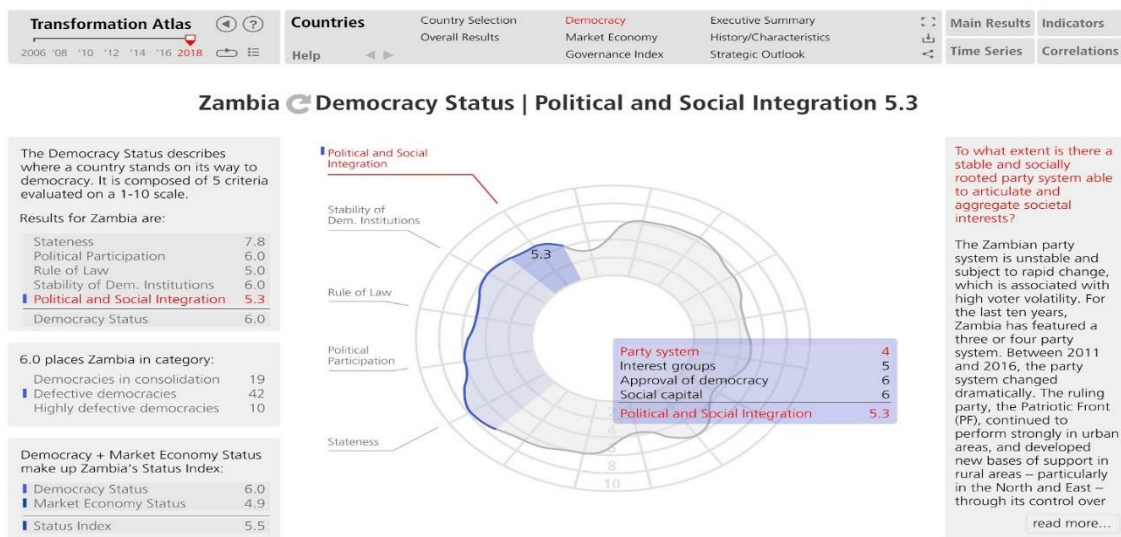 Transformation Atlas
2006 '08 '10 '12 '14 '16 2018
Countries
Help
Country Selection
Overall Results
Democracy
Market Economy
Governance Index
Executive Summary
History/Characteristics
Strategic Outlook
Main Results
Indicators
Time Series
Correlations
Zambia Democracy Status | Political and Social Integration 5.3
The Democracy Status describes
where a country stands on its way to
democracy. It is composed of 5 criteria
evaluated on a 1-10 scale.
Results for Zambia are:
Stateness 7.8
Political Participation 6.0
Rule of Law 5.0
Stability of Dem. Institutions 6.0
Political and Social Integration 5.3
Democracy Status 6.0
6.0 places Zambia in category:
Democracies in consolidation 19
Defective democracies 42
Highly defective democracies 10
Democracy + Market Economy Status
make up Zambia's Status Index:
Democracy Status 6.0
Market Economy Status 4.9
Status Index 5.5
Political and Social
Integration
Stability of
Dem. Institutions
Rule of Law
Political
Participation
Stateness
5.3
Party system 4
Interest groups 5
Approval of democracy 6
Social capital 6
Political and Social Integration 5.3
2
4
8
10
To what extent is there a
stable and socially
rooted party system able
to articulate and
aggregate societal
interests?
The Zambian party
system is unstable and
subject to rapid change,
which is associated with
high voter volatility. For
the last ten years,
Zambia has featured a
three or four party
system. Between 2011
and 2016, the party
system changed
dramatically. The ruling
party, the Patriotic Front
(PF), continued to
perform strongly in urban
areas, and developed
new bases of support in
rural areas – particularly
in the North and East –
through its control over
read more...